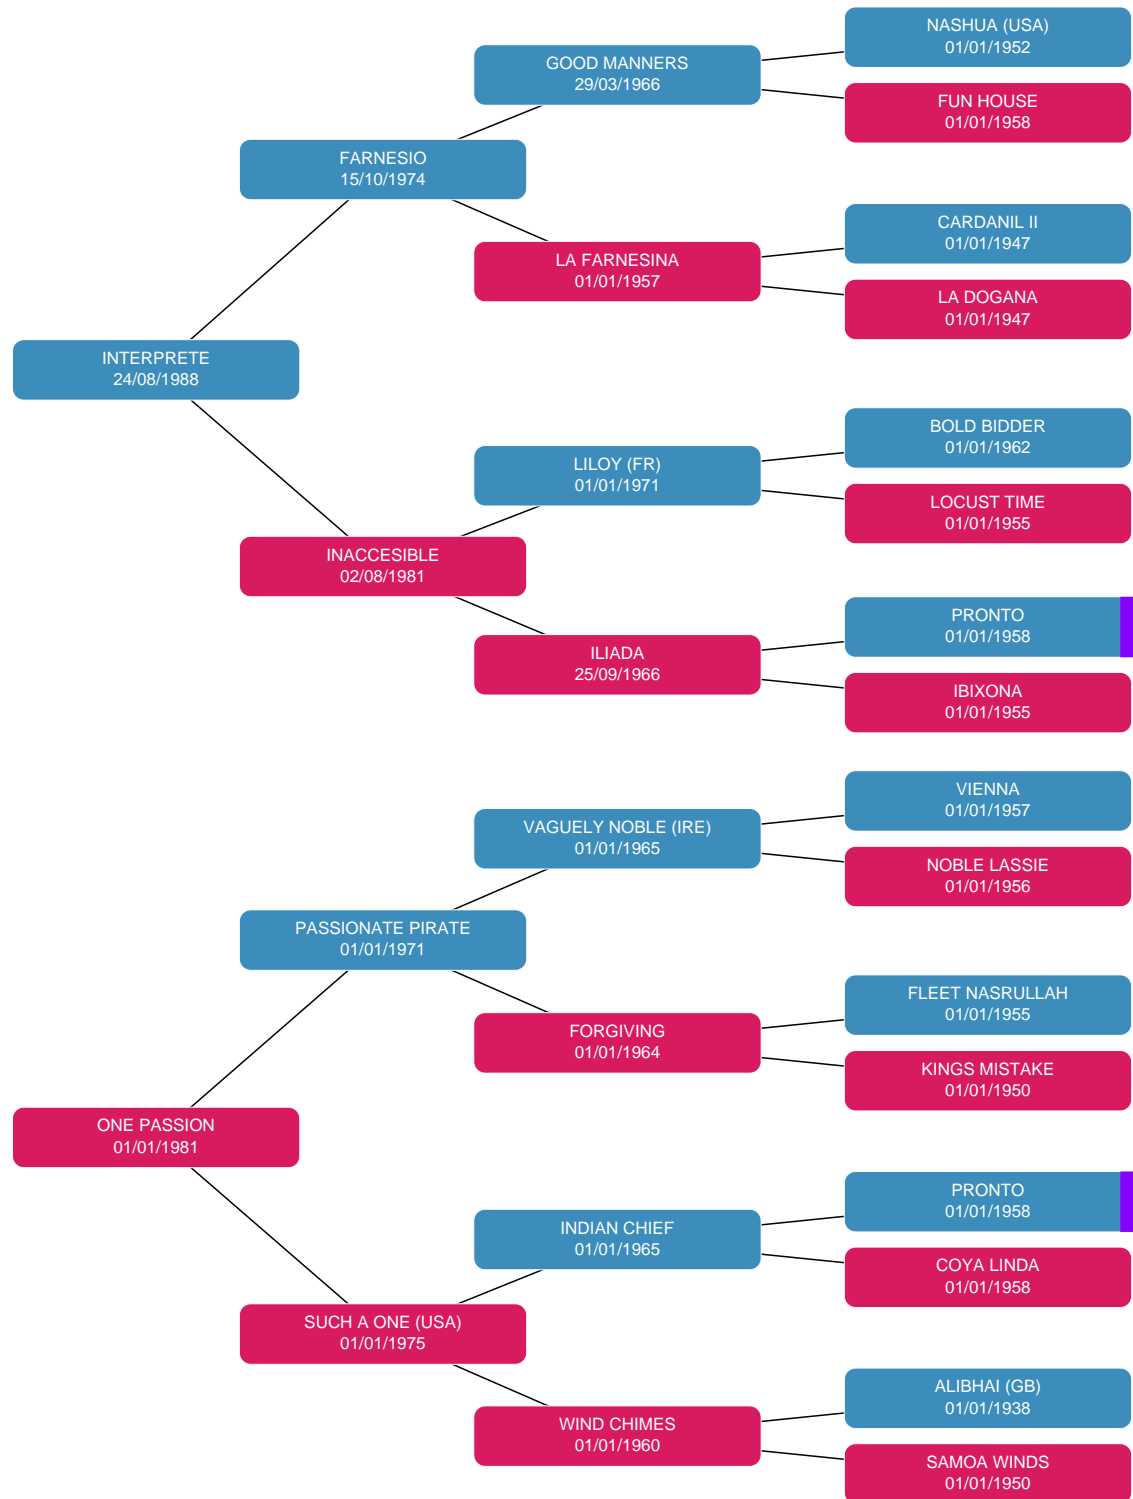 NASHUA (USA)
01/01/1952
GOOD MANNERS
29/03/1966
FUN HOUSE
01/01/1958
FARNESIO
15/10/1974
CARDANIL II
01/01/1947
LA FARNESINA
01/01/1957
LA DOGANA
01/01/1947
INTERPRETE
24/08/1988
BOLD BIDDER
01/01/1962
LILOY (FR)
01/01/1971
LOCUST TIME
01/01/1955
INACCESIBLE
02/08/1981
PRONTO
01/01/1958
ILIADA
25/09/1966
IBIXONA
01/01/1955
VIENNA
01/01/1957
VAGUELY NOBLE (IRE)
01/01/1965
NOBLE LASSIE
01/01/1956
PASSIONATE PIRATE
01/01/1971
FLEET NASRULLAH
01/01/1955
FORGIVING
01/01/1964
KINGS MISTAKE
01/01/1950
ONE PASSION
01/01/1981
PRONTO
01/01/1958
INDIAN CHIEF
01/01/1965
COYA LINDA
01/01/1958
SUCH A ONE (USA)
01/01/1975
ALIBHAI (GB)
01/01/1938
WIND CHIMES
01/01/1960
SAMOA WINDS
01/01/1950